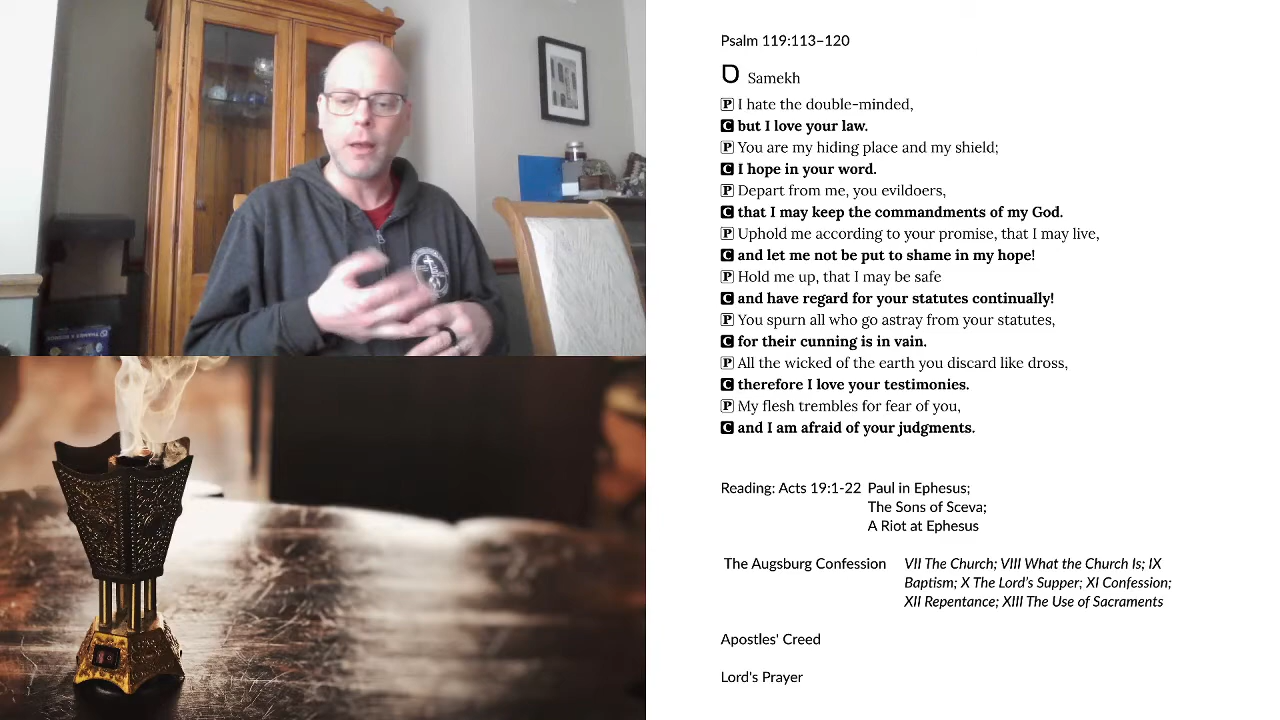 Psalm 119:113–120
ס Samekh
P I hate the double-minded,
C but I love your law.
P You are my hiding place and my shield;
C I hope in your word.
P Depart from me, you evildoers,
C that I may keep the commandments of my God.
P Uphold me according to your promise, that I may live,
C and let me not be put to shame in my hope!
P Hold me up, that I may be safe
C and have regard for your statutes continually!
P You spurn all who go astray from your statutes,
C for their cunning is in vain.
P All the wicked of the earth you discard like dross,
C therefore I love your testimonies.
P My flesh trembles for fear of you,
C and I am afraid of your judgments.
Reading: Acts 19:1-22 Paul in Ephesus;
The Sons of Sceva;
A Riot at Ephesus
The Augsburg Confession VII The Church; VIII What the Church Is; IX
Baptism; X The Lord's Supper; XI Confession;
XII Repentance; XIII The Use of Sacraments
Apostles' Creed
Lord's Prayer